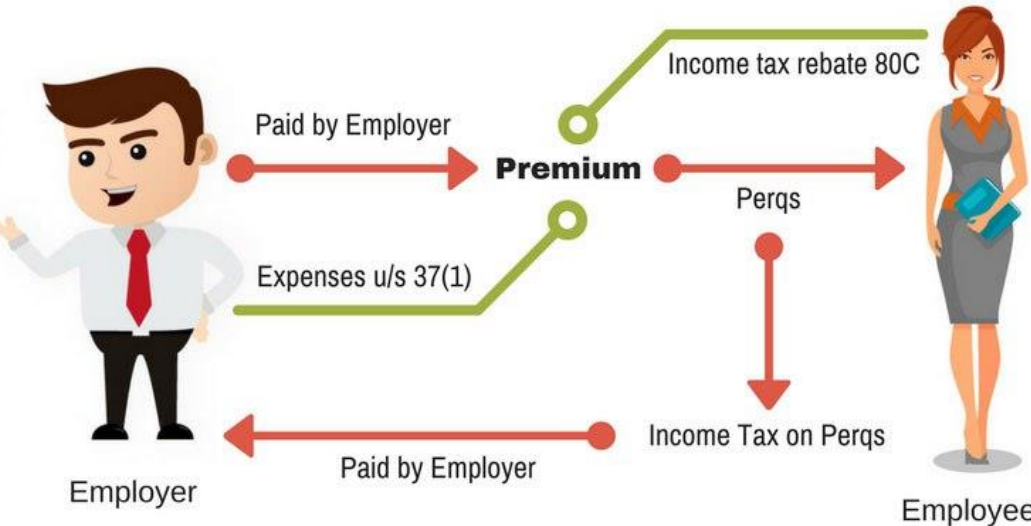 Income tax rebate 80C
Paid by Employer
Premium
Perqs
Expenses u/s 37(1)
Income Tax on Perqs
Paid by Employer
Employer
Employee